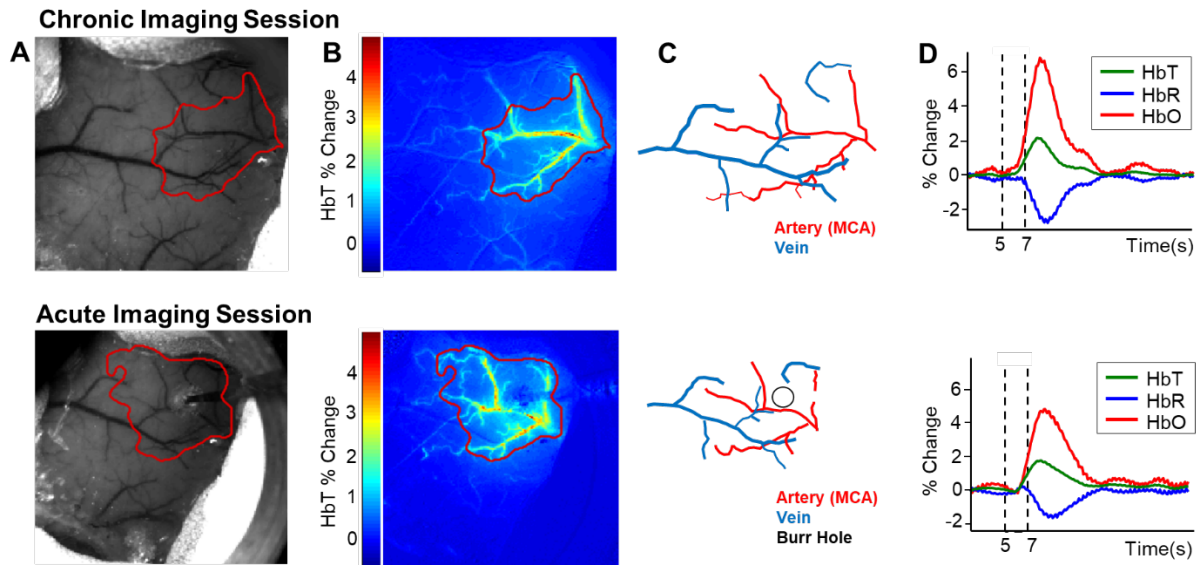 Chronic Imaging Session
A
B
C
D
HbT % Change
4
3
2
1
0
Artery (MCA)
Vein
% Change
6
4
2
0
-2
5
7
Time(s)
HbT
HbR
HbO
Acute Imaging Session
HbT % Change
4
3
2
1
0
Artery (MCA)
Vein
Burr Hole
% Change
6
4
2
0
-2
5
7
Time(s)
HbT
HbR
HbO